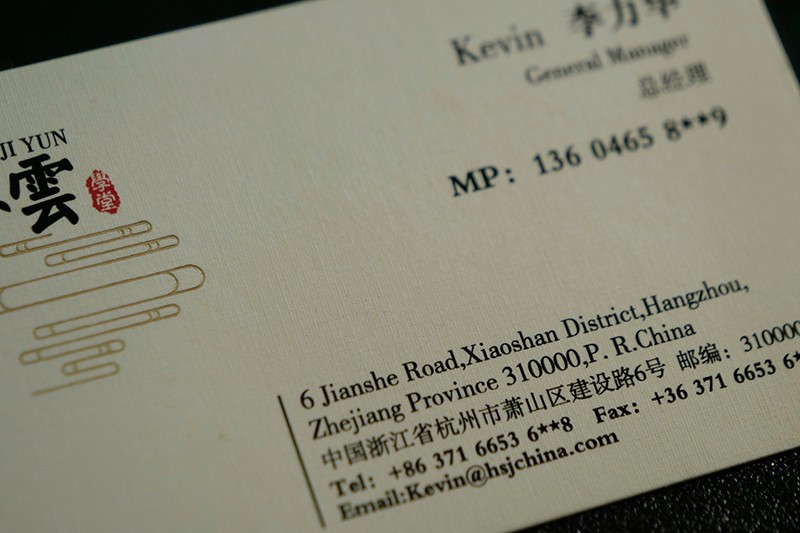 JI YUN
雲
學堂
Kevin 李力华
General Manager
总经理
MP: 136 0465 8**9
6 Jianshe Road,Xiaoshan District,Hangzhou,
Zhejiang Province 310000,P. R.China
中国浙江省杭州市萧山区建设路6号 邮编: 310000
Tel: +86 371 6653 6**8 Fax: +36 371 6653 6*
Email:Kevin@hsjchina.com